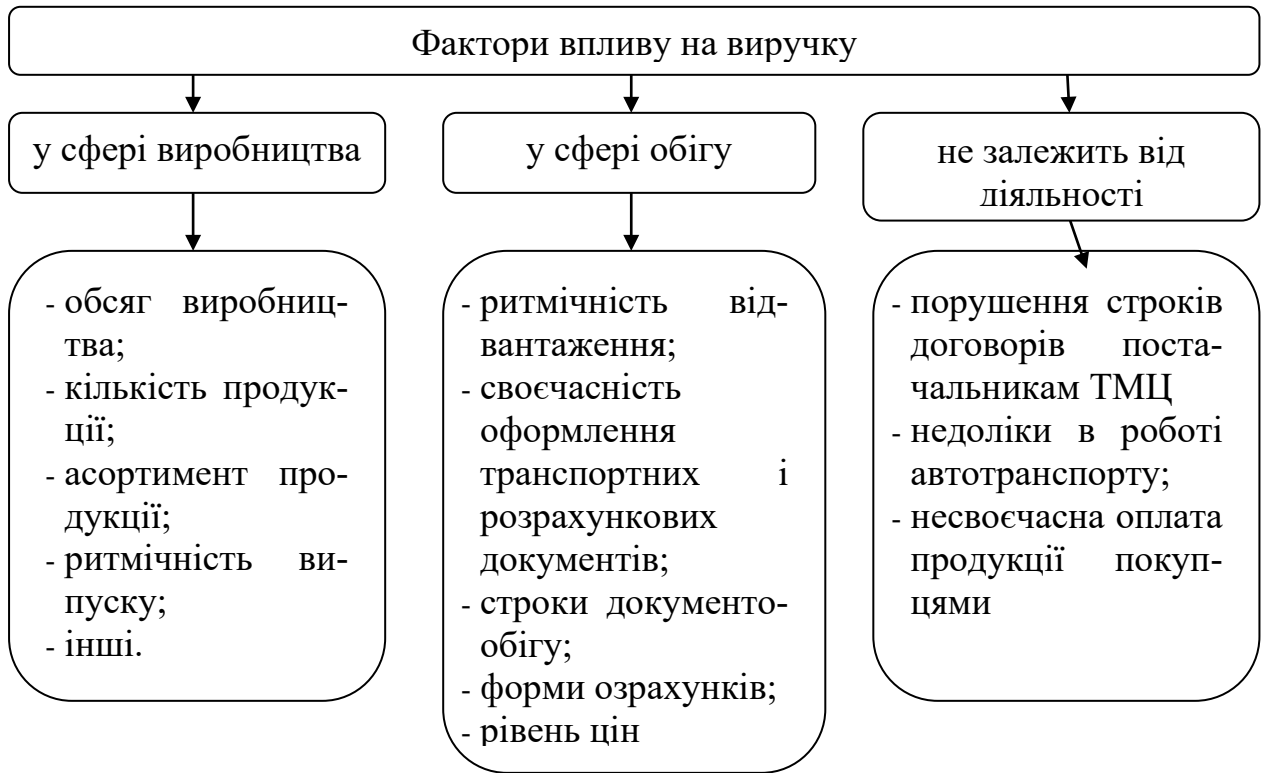 Фактори впливу на виручку
у сфері виробництва
у сфері обігу
не залежить від
діяльності
- обсяг виробниц-
тва;
- кількість продук-
ції;
- асортимент про-
дукції;
- ритмічність ви-
пуску;
- інші.
- ритмічність від-
вантаження;
- своєчасність
оформлення
транспортних і
розрахункових
документів;
- строки документо-
обігу;
- форми озрахунків;
- рівень цін
- порушення строків
договорів поста-
чальникам ТМЦ
- недоліки в роботі
автотранспорту;
- несвоєчасна оплата
продукції покуп-
цями